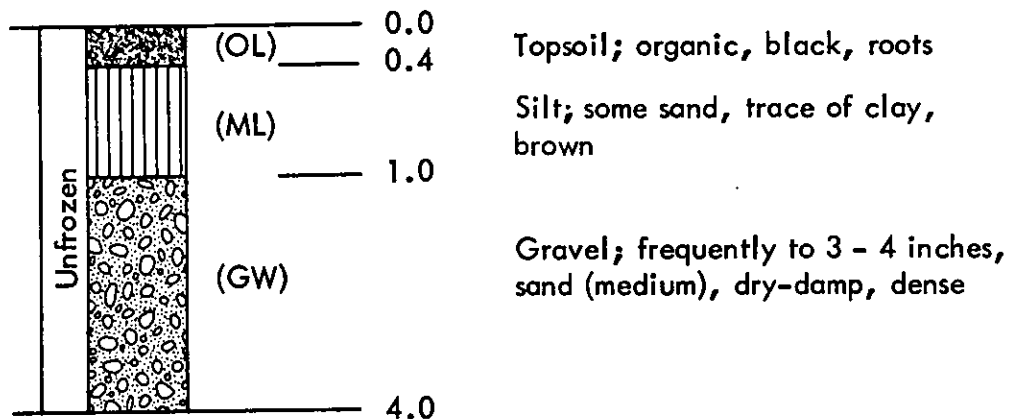 0.0
(OL)
0.4
Topsoil; organic, black, roots
(ML)
Silt; some sand, trace of clay,
brown
1.0
Unfrozen
(GW)
Gravel; frequently to 3 - 4 inches,
sand (medium), dry-damp, dense
4.0